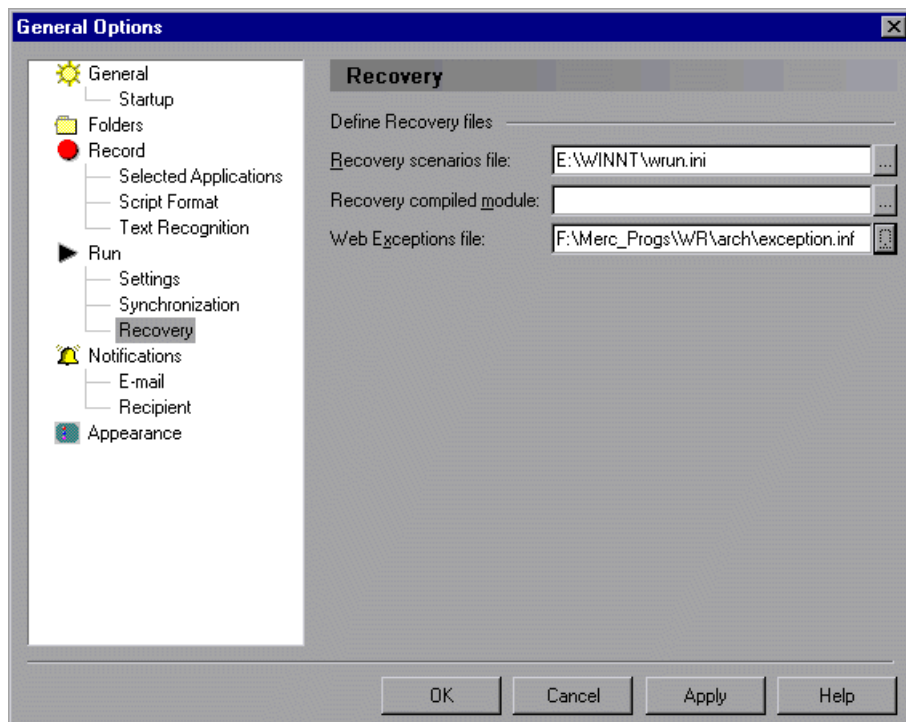 General Options
General
Startup
Folders
Record
Selected Applications
Script Format
Text Recognition
Run
Settings
Synchronization
Recovery
Notifications
E-mail
Recipient
Appearance
Recovery
Define Recovery files
Recovery scenarios file: E:\WINNT\wrun.ini ...
Recovery compiled module: ...
Web Exceptions file: F:\Merc_Progs\WR\arch\exception.inf ...
OK Cancel Apply Help